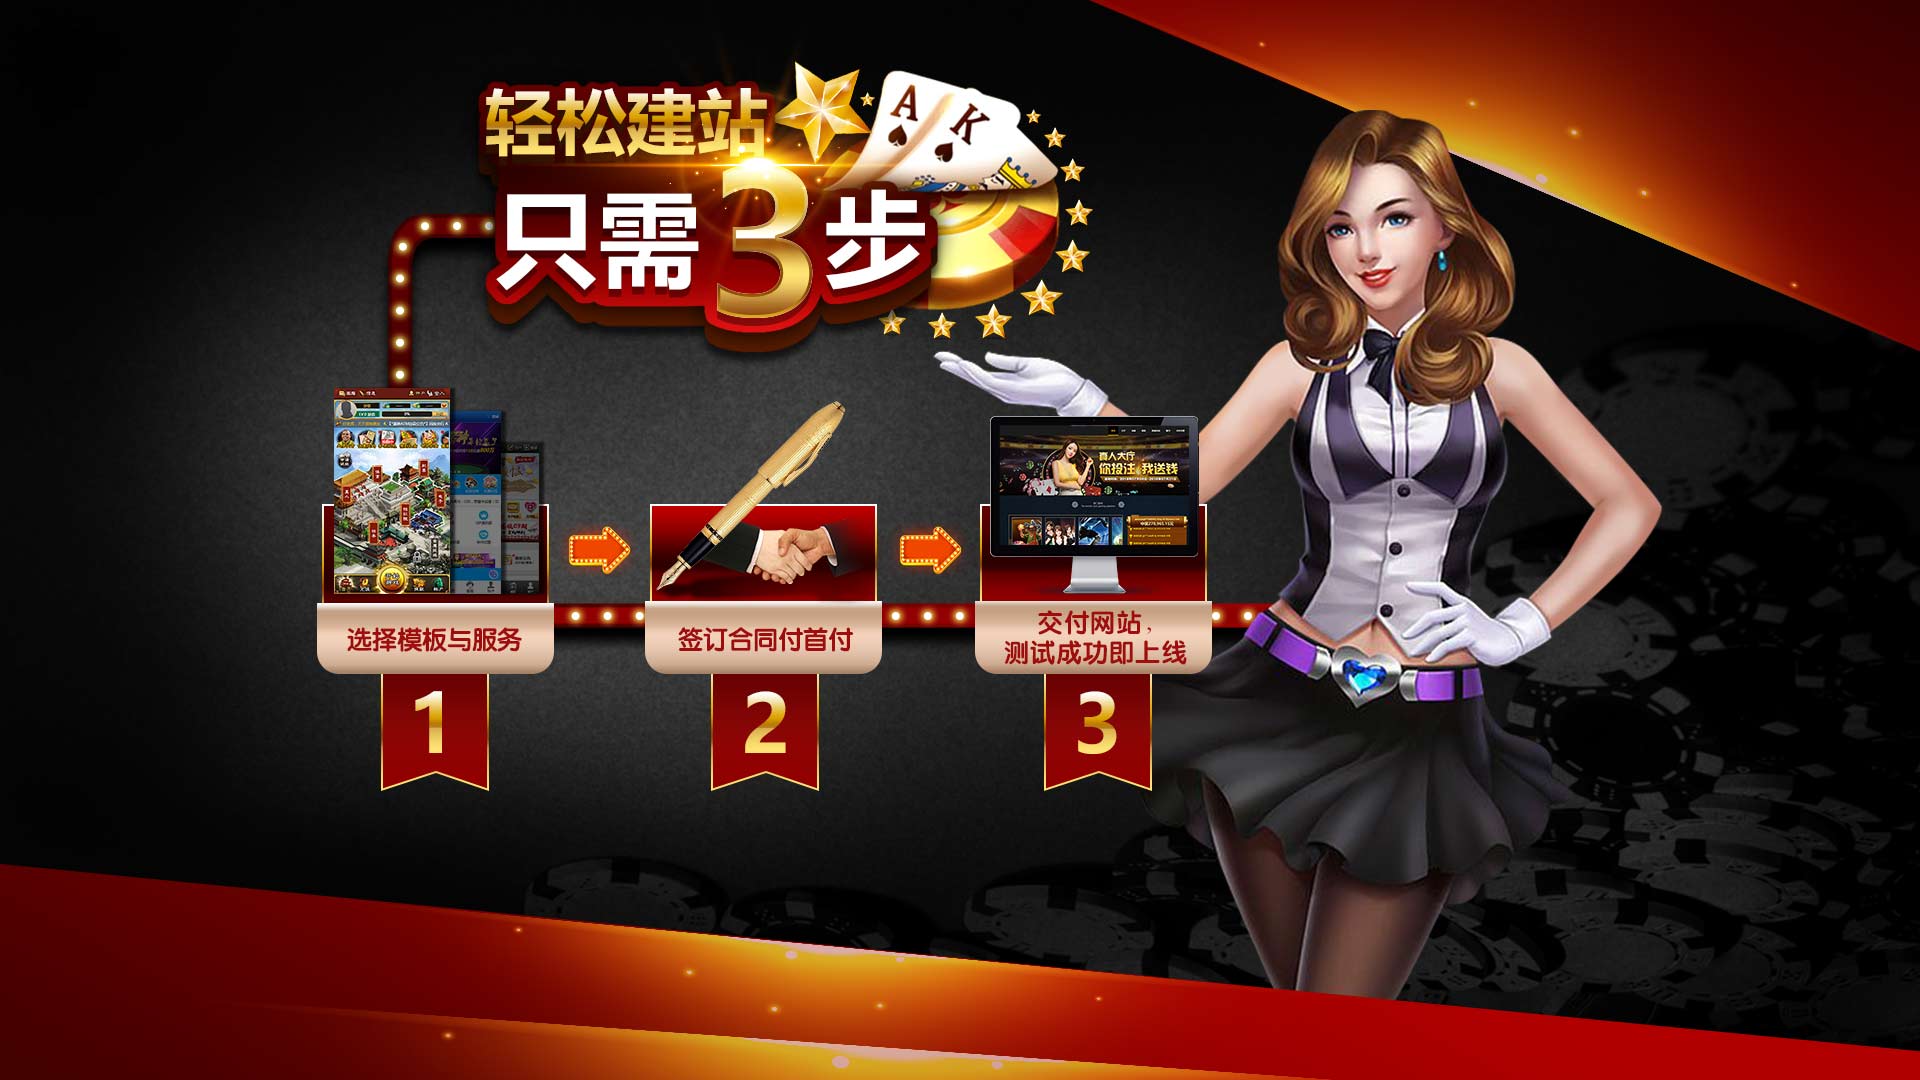 轻松建站
只需3步
A K
真人大厅
你投注 我送钱
选择模板与服务
签订合同付首付
交付网站，
测试成功即上线
1
2
3